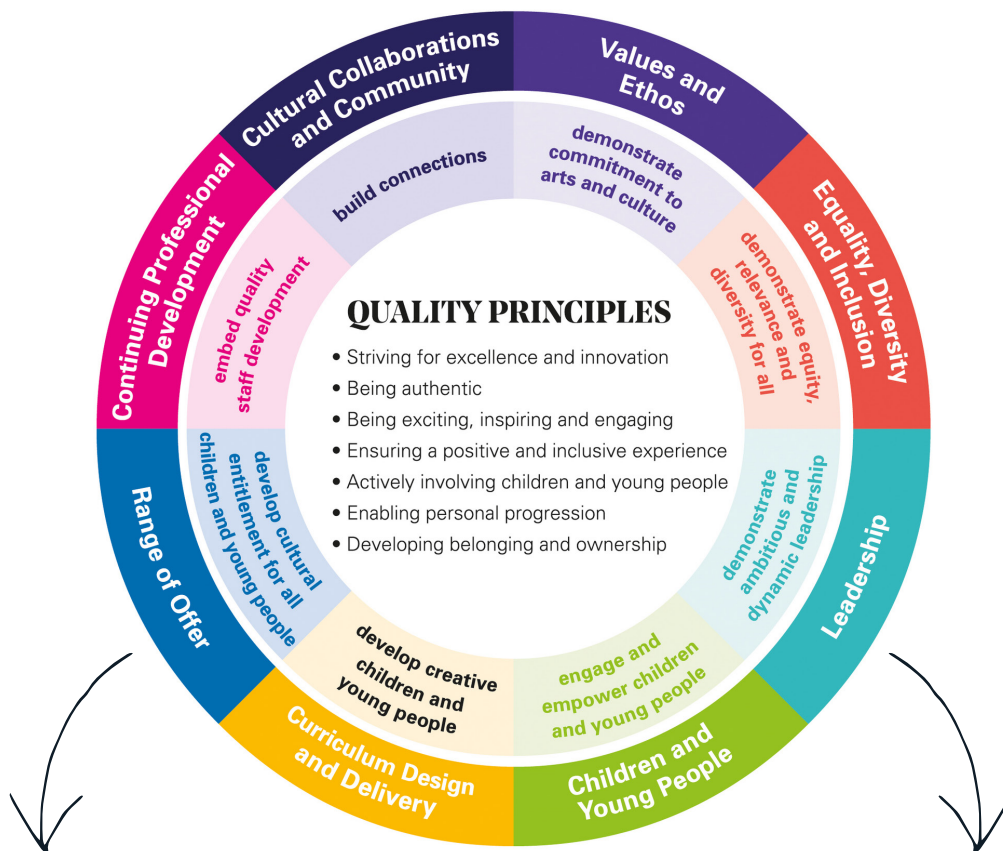 Cultural Collaborations
and Community
Values and
Ethos
Equality, Diversity
and Inclusion
Leadership
Children and
Young People
Curriculum Design
and Delivery
Range of Offer
Continuing Professional
Development
build connections
demonstrate
commitment to
arts and culture
demonstrate equity,
relevance and
diversity for all
demonstrate
ambitious and
dynamic leadership
engage and
empower children
and young people
develop creative
children and
young people
develop cultural
entitlement for all
children and young people
embed quality
staff development
QUALITY PRINCIPLES
• Striving for excellence and innovation
• Being authentic
• Being exciting, inspiring and engaging
• Ensuring a positive and inclusive experience
• Actively involving children and young people
• Enabling personal progression
• Developing belonging and ownership